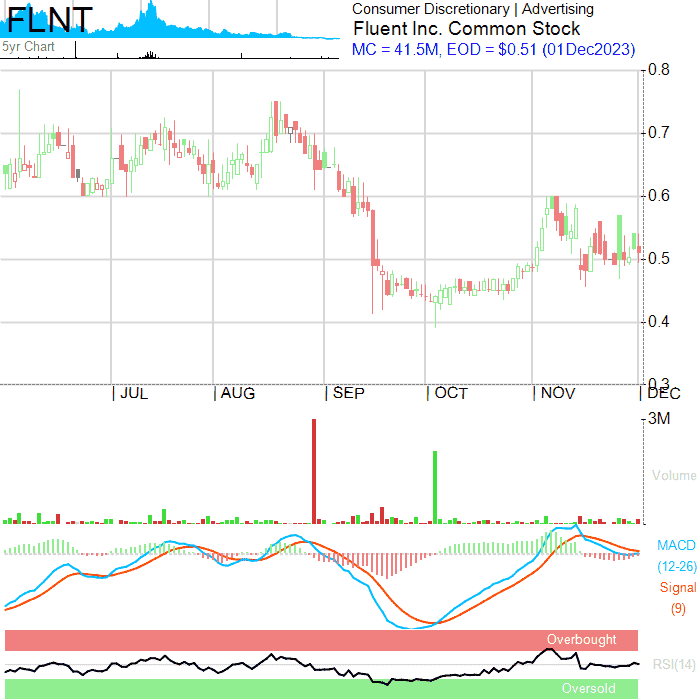 FLNT
5yr Chart
Consumer Discretionary | Advertising
Fluent Inc. Common Stock
MC = 41.5M, EOD = $0.51 (01Dec2023)
0.8
0.7
0.6
0.5
0.4
0.3
JUL AUG SEP OCT NOV DEC
3M
Volume
MACD
(12-26)
Signal
(9)
Overbought
RSI(14)
Oversold